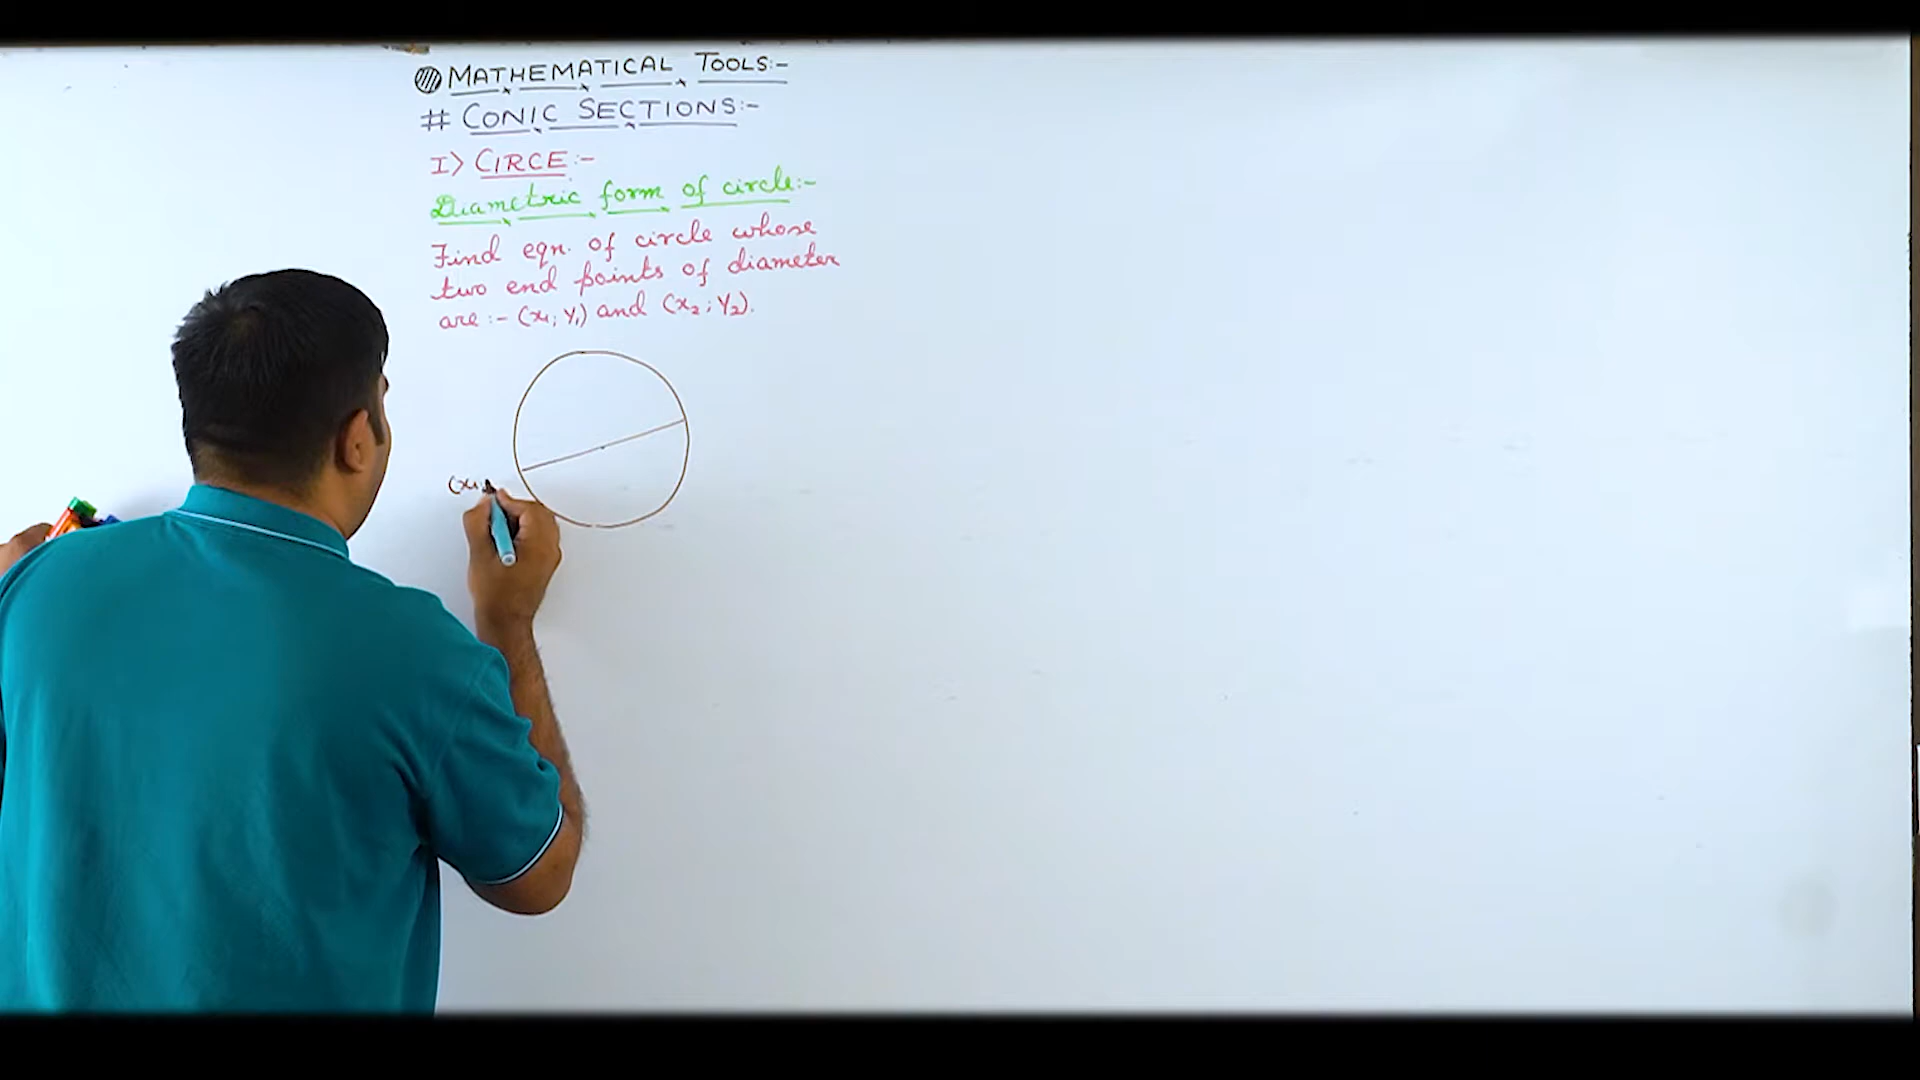 MATHEMATICAL TOOLS:-
# CONIC SECTIONS:-
I> CIRCE:-
Diametric form of circle:-
Find eqn. of circle whose
two end points of diameter
are:- (x₁; y₁) and (x₂; y₂).
(x₁;